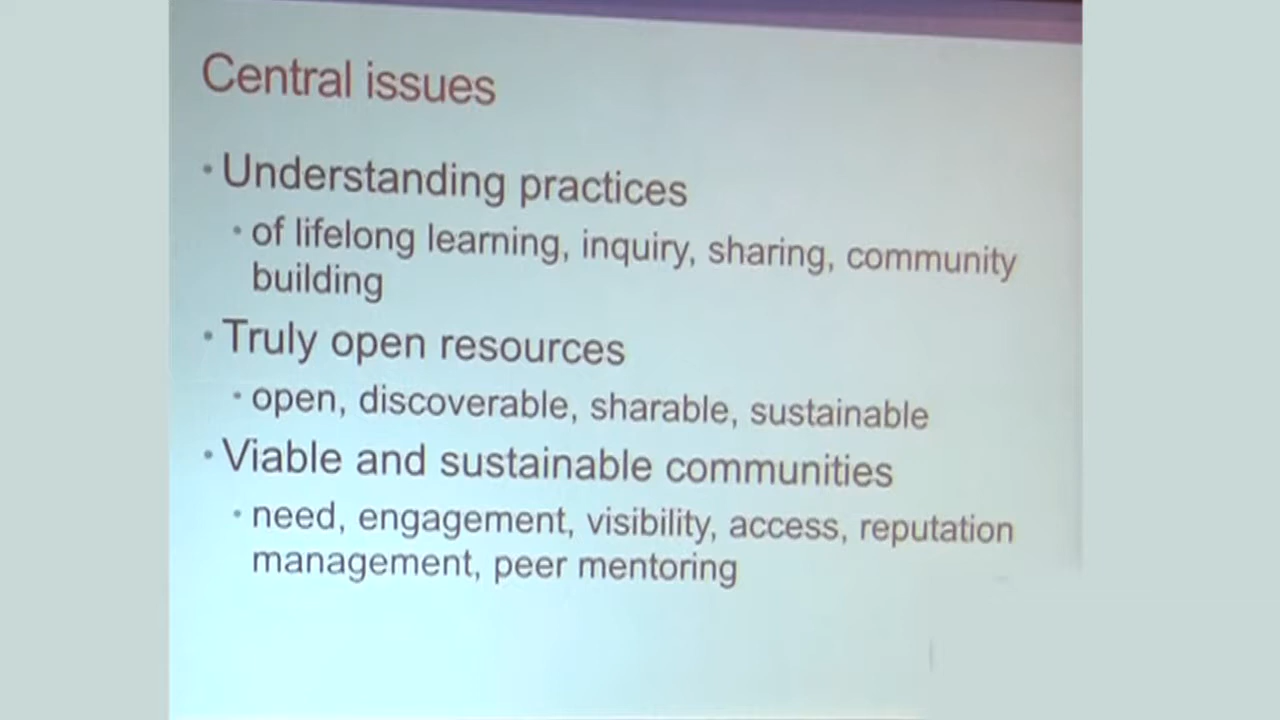 Central issues
• Understanding practices
• of lifelong learning, inquiry, sharing, community
building
• Truly open resources
• open, discoverable, sharable, sustainable
• Viable and sustainable communities
• need, engagement, visibility, access, reputation
management, peer mentoring